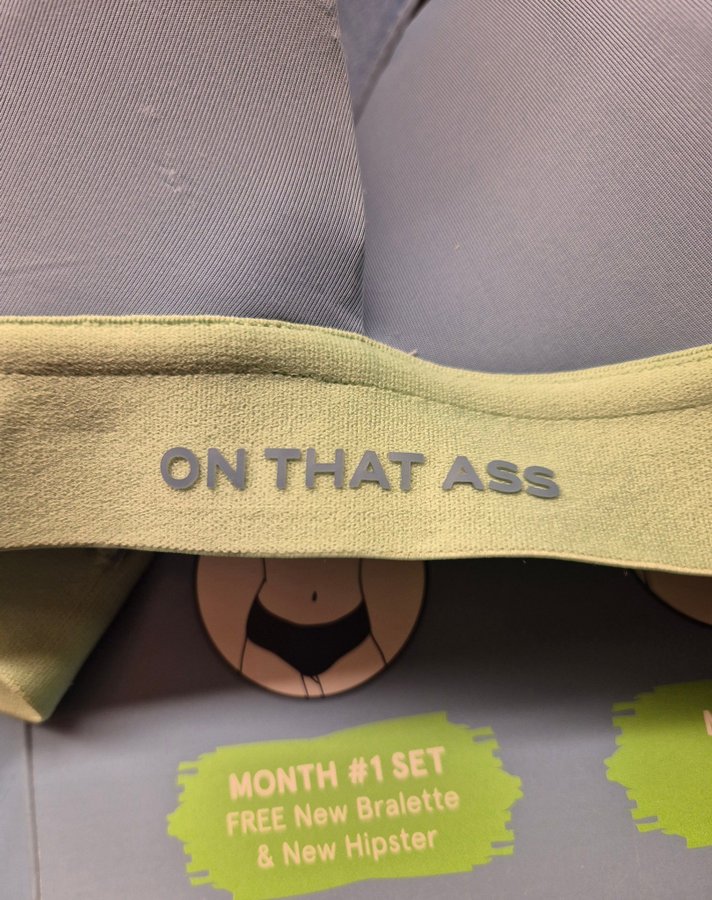 ON THAT ASS
MONTH #1 SET
FREE New Bralette
& New Hipster